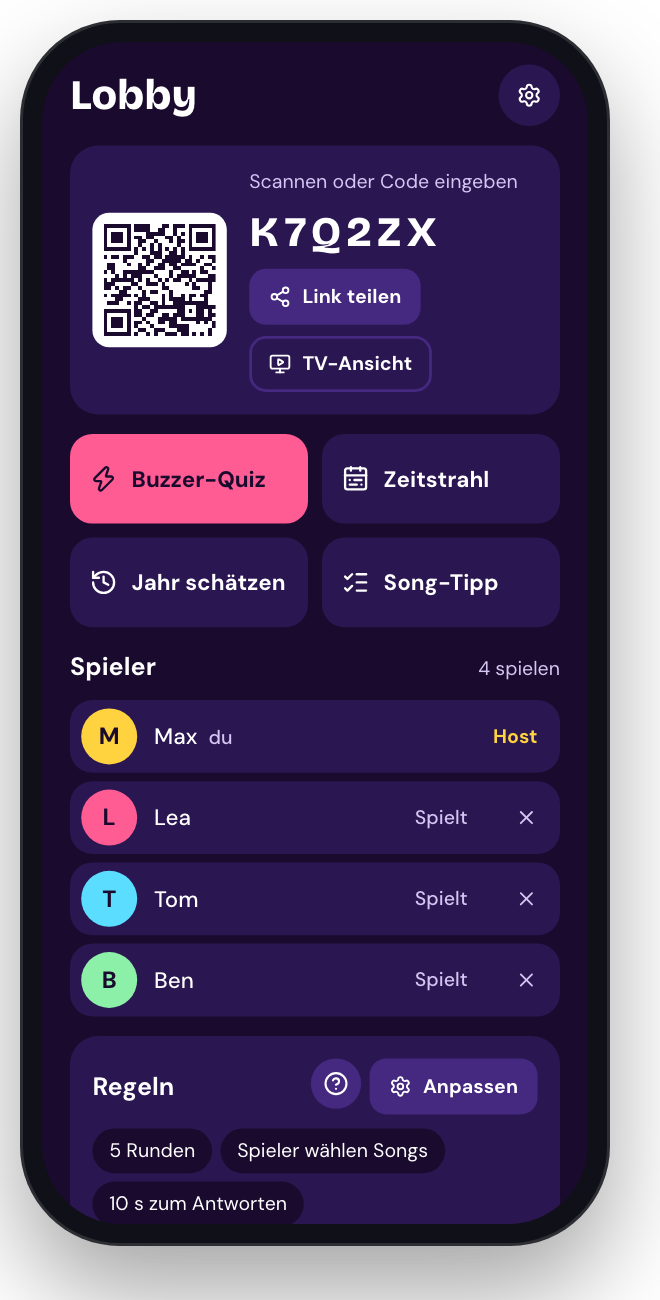 Lobby
Scannen oder Code eingeben
K7Q2ZX
Link teilen
TV-Ansicht
Buzzer-Quiz
Zeitstrahl
Jahr schätzen
Song-Tipp
Spieler
4 spielen
M
Max du
Host
L
Lea
Spielt
T
Tom
Spielt
B
Ben
Spielt
Regeln
Anpassen
5 Runden
Spieler wählen Songs
10 s zum Antworten